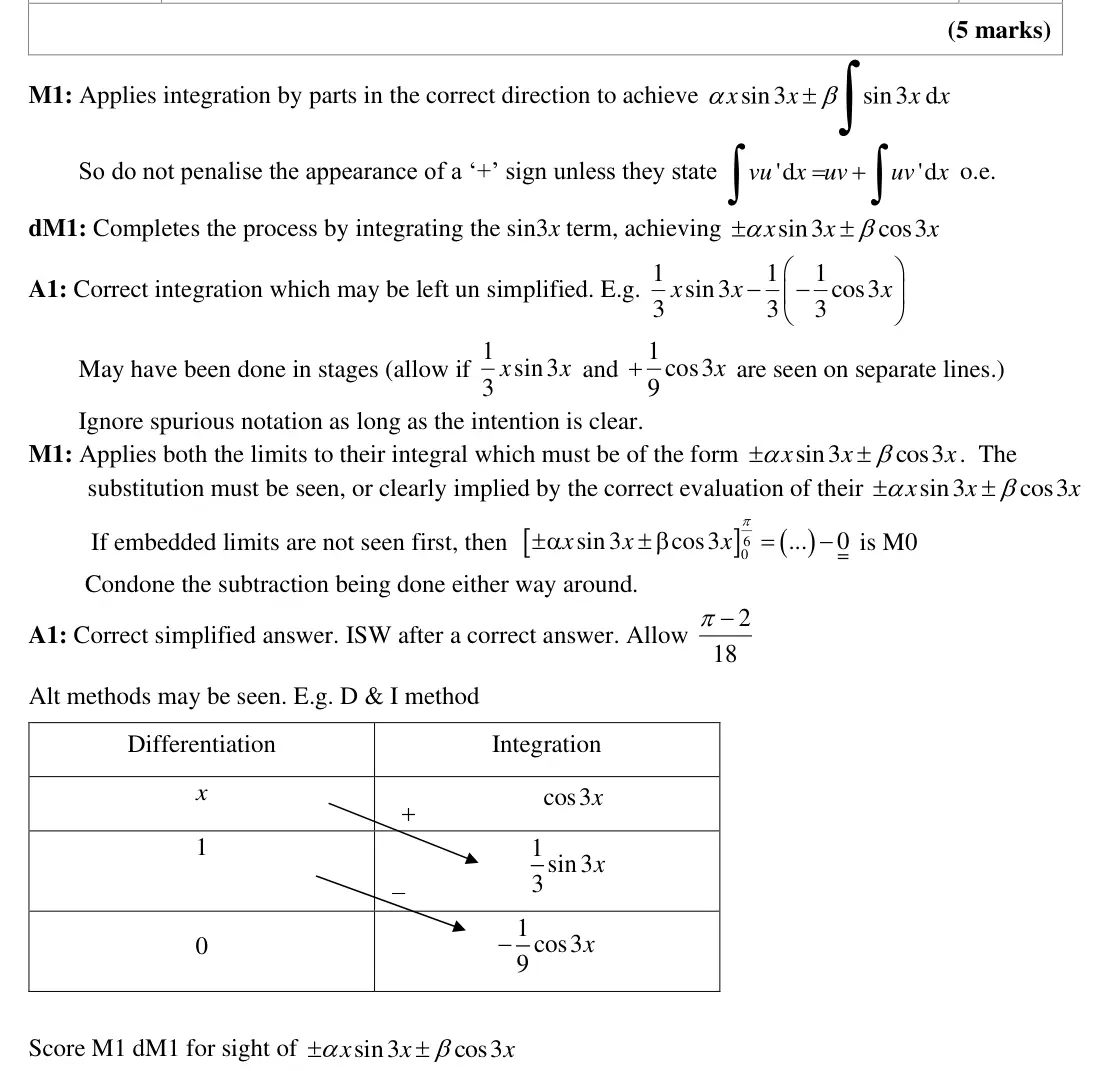 (5 marks)
M1: Applies integration by parts in the correct direction to achieve αx sin 3x ± β ∫ sin 3x dx
So do not penalise the appearance of a ‘+’ sign unless they state ∫ vu 'dx =uv + ∫ uv 'dx o.e.
dM1: Completes the process by integrating the sin3x term, achieving ±αx sin 3x ± β cos 3x
A1: Correct integration which may be left un simplified. E.g. 1/3 x sin 3x − 1/3 (− 1/3 cos 3x)
May have been done in stages (allow if 1/3 x sin 3x and + 1/9 cos 3x are seen on separate lines.)
Ignore spurious notation as long as the intention is clear.
M1: Applies both the limits to their integral which must be of the form ±αx sin 3x ± β cos 3x. The
substitution must be seen, or clearly implied by the correct evaluation of their ±αx sin 3x ± β cos 3x
If embedded limits are not seen first, then [±αx sin 3x ± β cos 3x]_0^{π/6} = (...) − 0 is M0
Condone the subtraction being done either way around.
A1: Correct simplified answer. ISW after a correct answer. Allow (π − 2)/18
Alt methods may be seen. E.g. D & I method
Differentiation Integration
x + cos 3x
1 − 1/3 sin 3x
0 − 1/9 cos 3x
Score M1 dM1 for sight of ±αx sin 3x ± β cos 3x